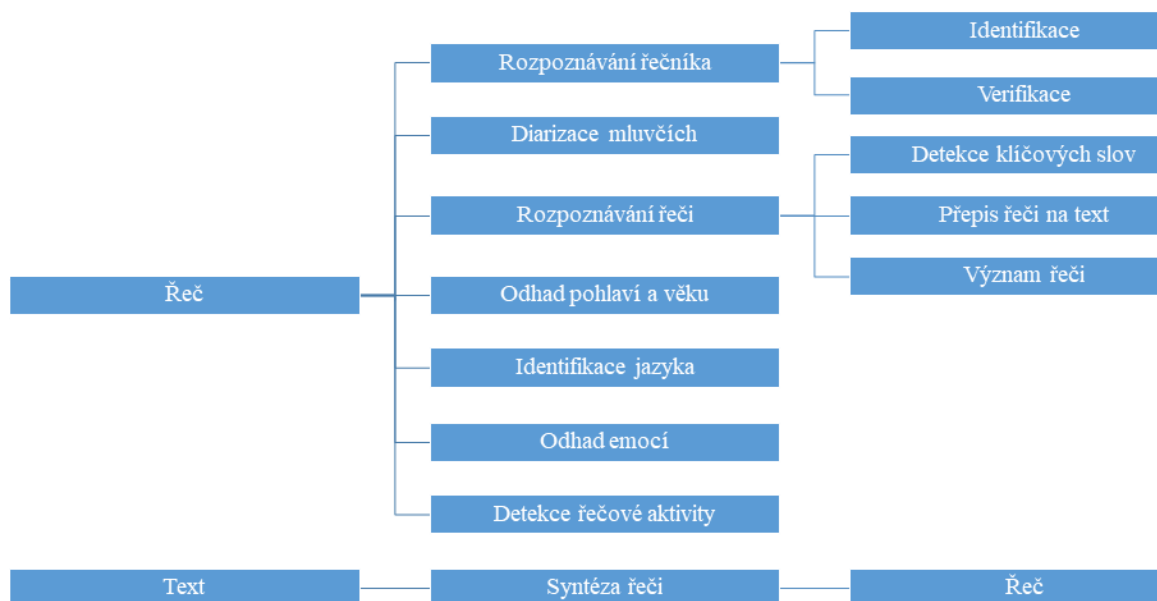 Identifikace
Rozpoznávání řečníka
Verifikace
Diarizace mluvčích
Detekce klíčových slov
Rozpoznávání řeči
Přepis řeči na text
Význam řeči
Řeč
Odhad pohlaví a věku
Identifikace jazyka
Odhad emocí
Detekce řečové aktivity
Text
Syntéza řeči
Řeč